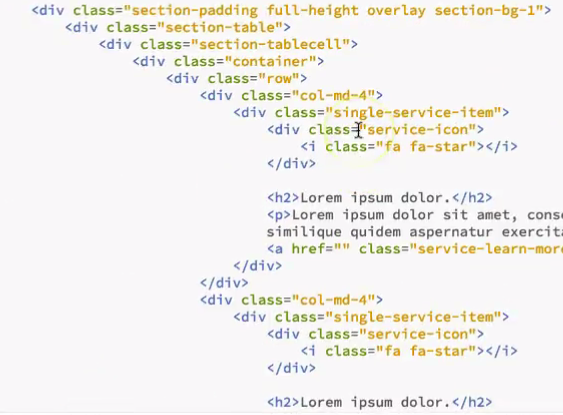 <div class="section-padding full-height overlay section-bg-1">
<div class="section-table">
<div class="section-tablecell">
<div class="container">
<div class="row">
<div class="col-md-4">
<div class="single-service-item">
<div class="service-icon">
<i class="fa fa-star"></i>
</div>
<h2>Lorem ipsum dolor.</h2>
<p>Lorem ipsum dolor sit amet, conse
similique quidem aspernatur exercita
<a href="" class="service-learn-more
</div>
</div>
<div class="col-md-4">
<div class="single-service-item">
<div class="service-icon">
<i class="fa fa-star"></i>
</div>
<h2>Lorem ipsum dolor.</h2>